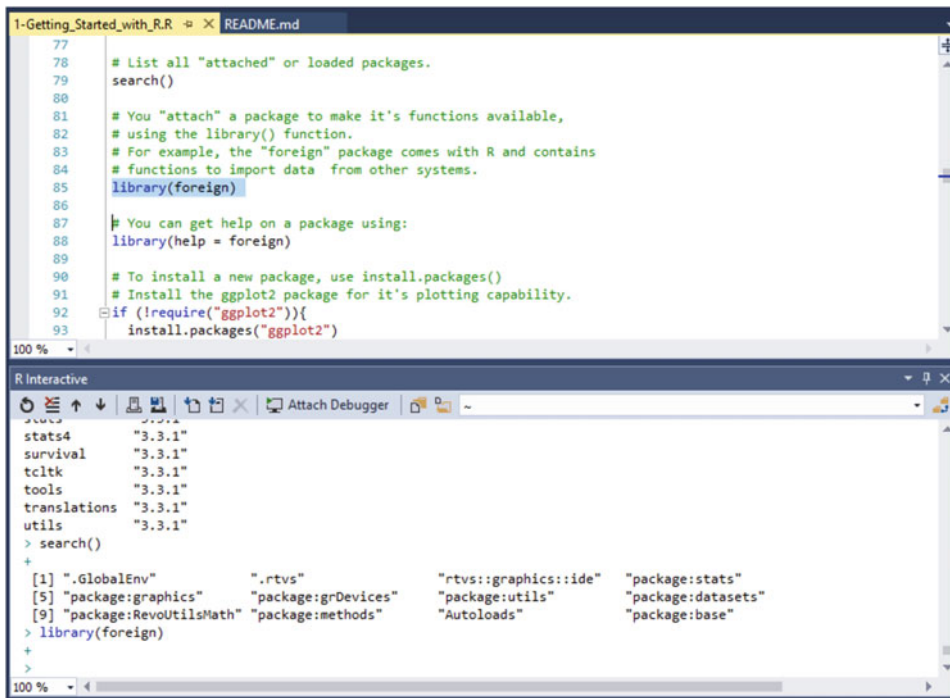 1-Getting_Started_with_R.R README.md
77
78 # List all "attached" or loaded packages.
79 search()
80
81 # You "attach" a package to make it's functions available,
82 # using the library() function.
83 # For example, the "foreign" package comes with R and contains
84 # functions to import data  from other systems.
85 library(foreign)
86
87 # You can get help on a package using:
88 library(help = foreign)
89
90 # To install a new package, use install.packages()
91 # Install the ggplot2 package for it's plotting capability.
92 if (!require("ggplot2")){
93 install.packages("ggplot2")
100 %
R Interactive
Attach Debugger ~
stats4 "3.3.1"
survival "3.3.1"
tcltk "3.3.1"
tools "3.3.1"
translations "3.3.1"
utils "3.3.1"
> search()
+
[1] ".GlobalEnv" ".rtvs" "rtvs::graphics::ide" "package:stats"
[5] "package:graphics" "package:grDevices" "package:utils" "package:datasets"
[9] "package:RevoUtilsMath" "package:methods" "Autoloads" "package:base"
> library(foreign)
+
>
100 %